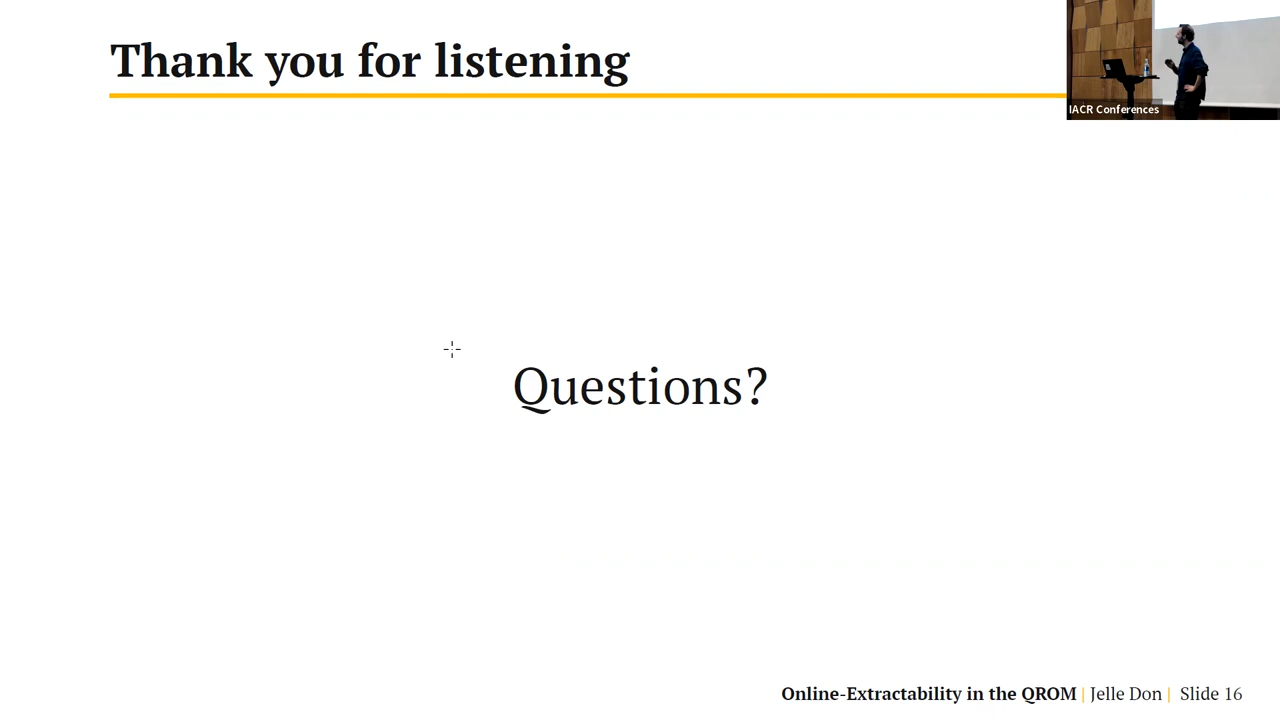 Thank you for listening
IACR Conferences
Questions?
Online-Extractability in the QROM | Jelle Don | Slide 16